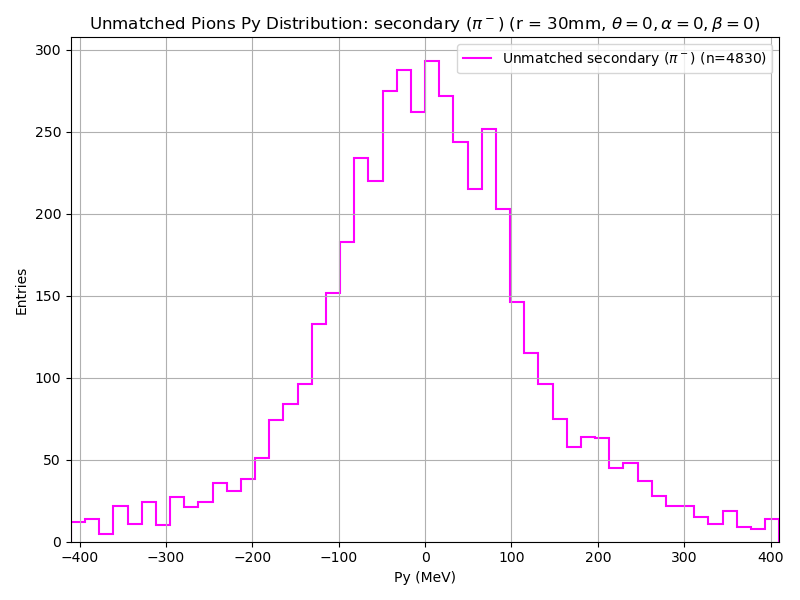 Unmatched Pions Py Distribution: secondary (π⁻) (r = 30mm, θ = 0, α = 0, β = 0)
Unmatched secondary (π⁻) (n=4830)
300
250
200
150
100
50
0
Entries
−400 −300 −200 −100 0 100 200 300 400
Py (MeV)